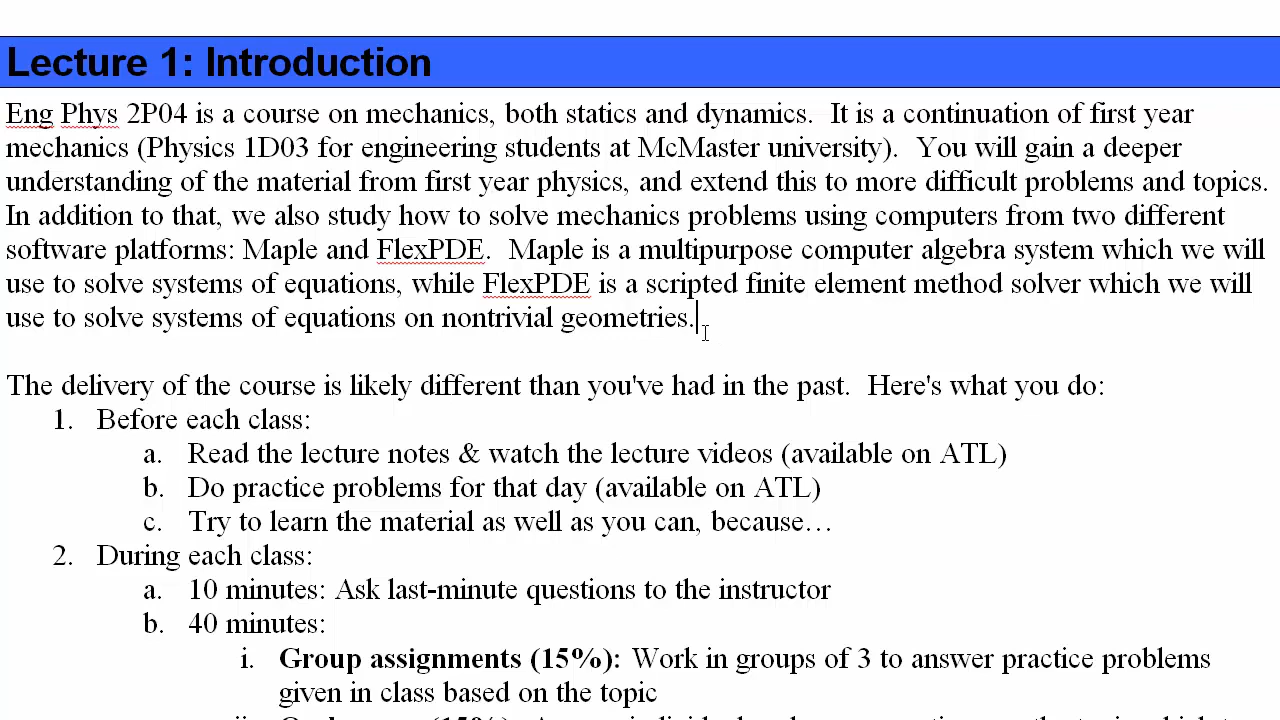 Lecture 1: Introduction
Eng Phys 2P04 is a course on mechanics, both statics and dynamics.  It is a continuation of first year
mechanics (Physics 1D03 for engineering students at McMaster university).  You will gain a deeper
understanding of the material from first year physics, and extend this to more difficult problems and topics.
In addition to that, we also study how to solve mechanics problems using computers from two different
software platforms: Maple and FlexPDE.  Maple is a multipurpose computer algebra system which we will
use to solve systems of equations, while FlexPDE is a scripted finite element method solver which we will
use to solve systems of equations on nontrivial geometries.
The delivery of the course is likely different than you've had in the past.  Here's what you do:
1. Before each class:
a. Read the lecture notes & watch the lecture videos (available on ATL)
b. Do practice problems for that day (available on ATL)
c. Try to learn the material as well as you can, because…
2. During each class:
a. 10 minutes: Ask last-minute questions to the instructor
b. 40 minutes:
i. Group assignments (15%): Work in groups of 3 to answer practice problems
given in class based on the topic